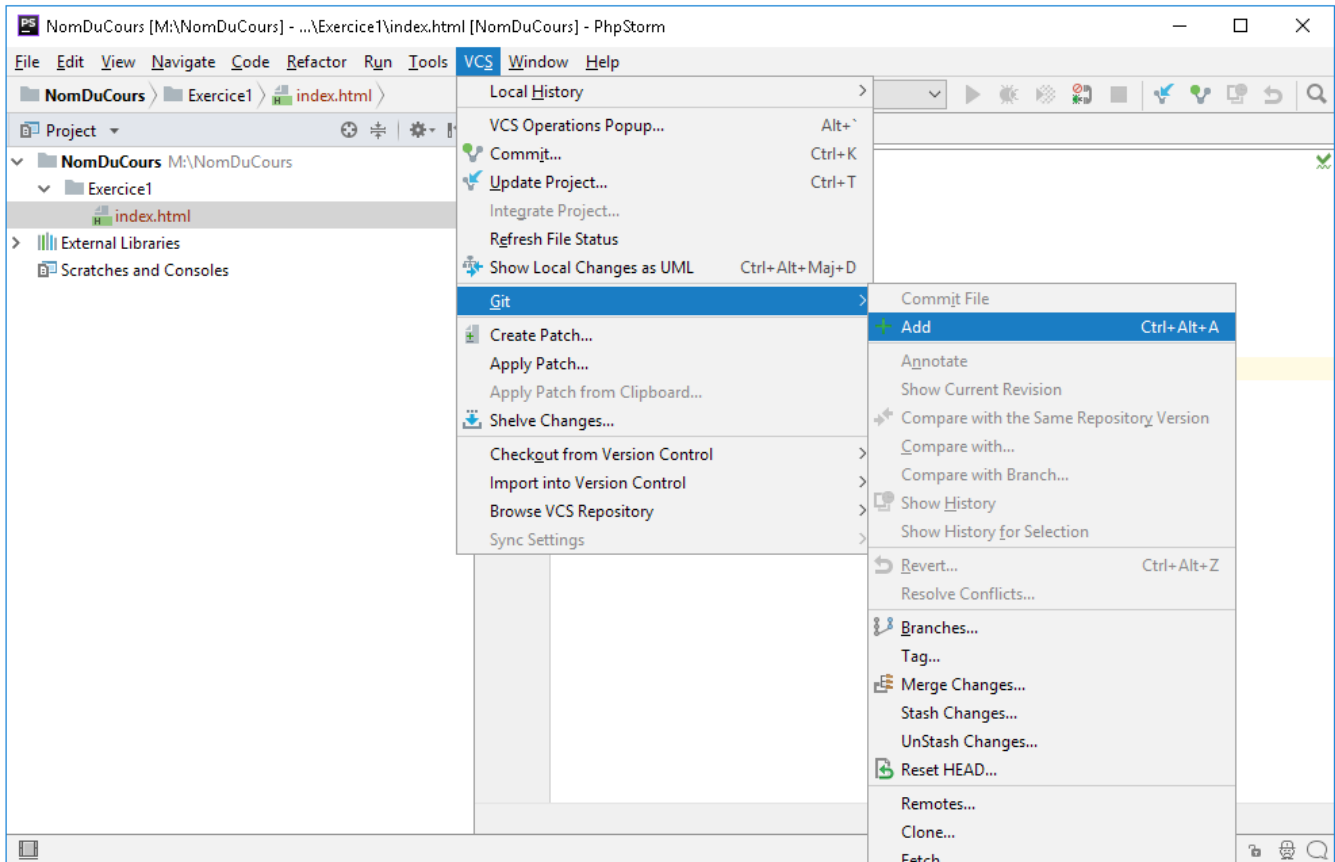 PS NomDuCours [M:\NomDuCours] - ...\Exercice1\index.html [NomDuCours] - PhpStorm
File Edit View Navigate Code Refactor Run Tools VCS Window Help
NomDuCours Exercice1 index.html
Project
NomDuCours M:\NomDuCours
Exercice1
index.html
External Libraries
Scratches and Consoles
Local History
VCS Operations Popup... Alt+`
Commit... Ctrl+K
Update Project... Ctrl+T
Integrate Project...
Refresh File Status
Show Local Changes as UML Ctrl+Alt+Maj+D
Git
Create Patch...
Apply Patch...
Apply Patch from Clipboard...
Shelve Changes...
Checkout from Version Control
Import into Version Control
Browse VCS Repository
Sync Settings
Commit File
Add Ctrl+Alt+A
Annotate
Show Current Revision
Compare with the Same Repository Version
Compare with...
Compare with Branch...
Show History
Show History for Selection
Revert... Ctrl+Alt+Z
Resolve Conflicts...
Branches...
Tag...
Merge Changes...
Stash Changes...
UnStash Changes...
Reset HEAD...
Remotes...
Clone...
Fetch